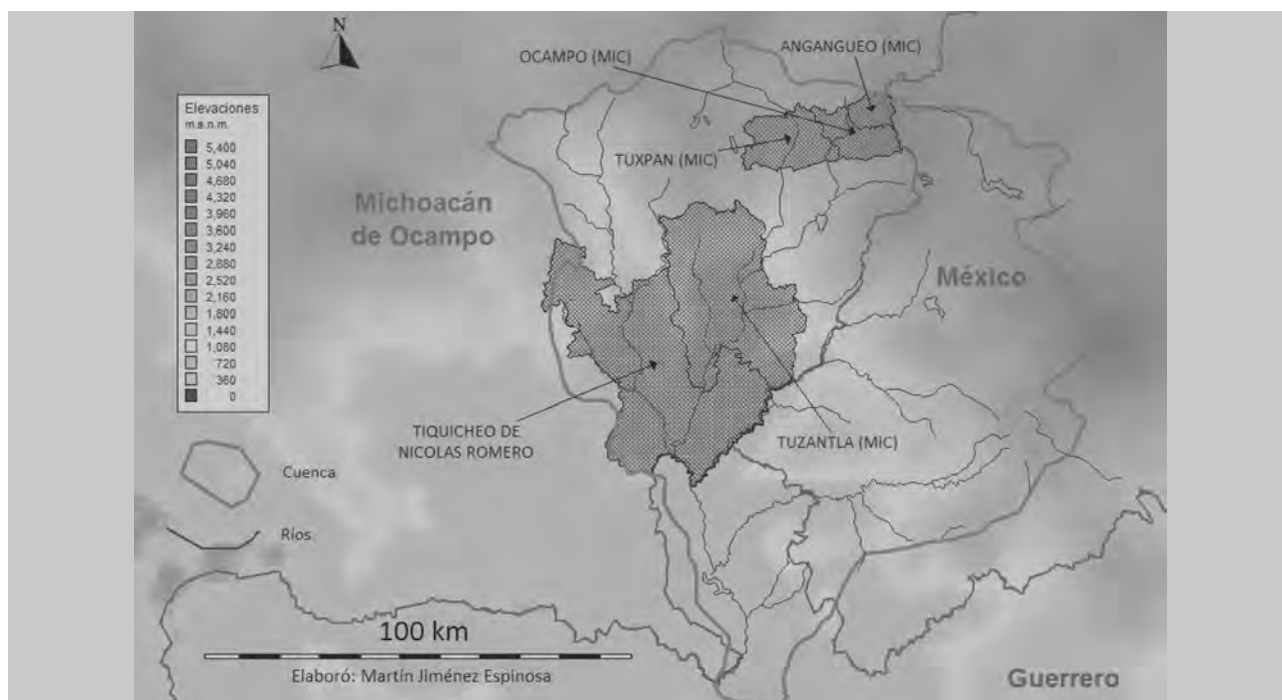 N
OCAMPO (MIC)
ANGANGUEO (MIC)
Elevaciones
m.s.n.m.
5,400
5,040
4,680
4,320
3,960
3,600
3,240
2,880
2,520
2,160
1,800
1,440
1,080
720
360
0
TUXPAN (MIC)
Michoacán
de Ocampo
México
TIQUICHEO DE
NICOLAS ROMERO
TUZANTLA (MIC)
Cuenca
Ríos
100 km
Elaboró: Martín Jiménez Espinosa
Guerrero